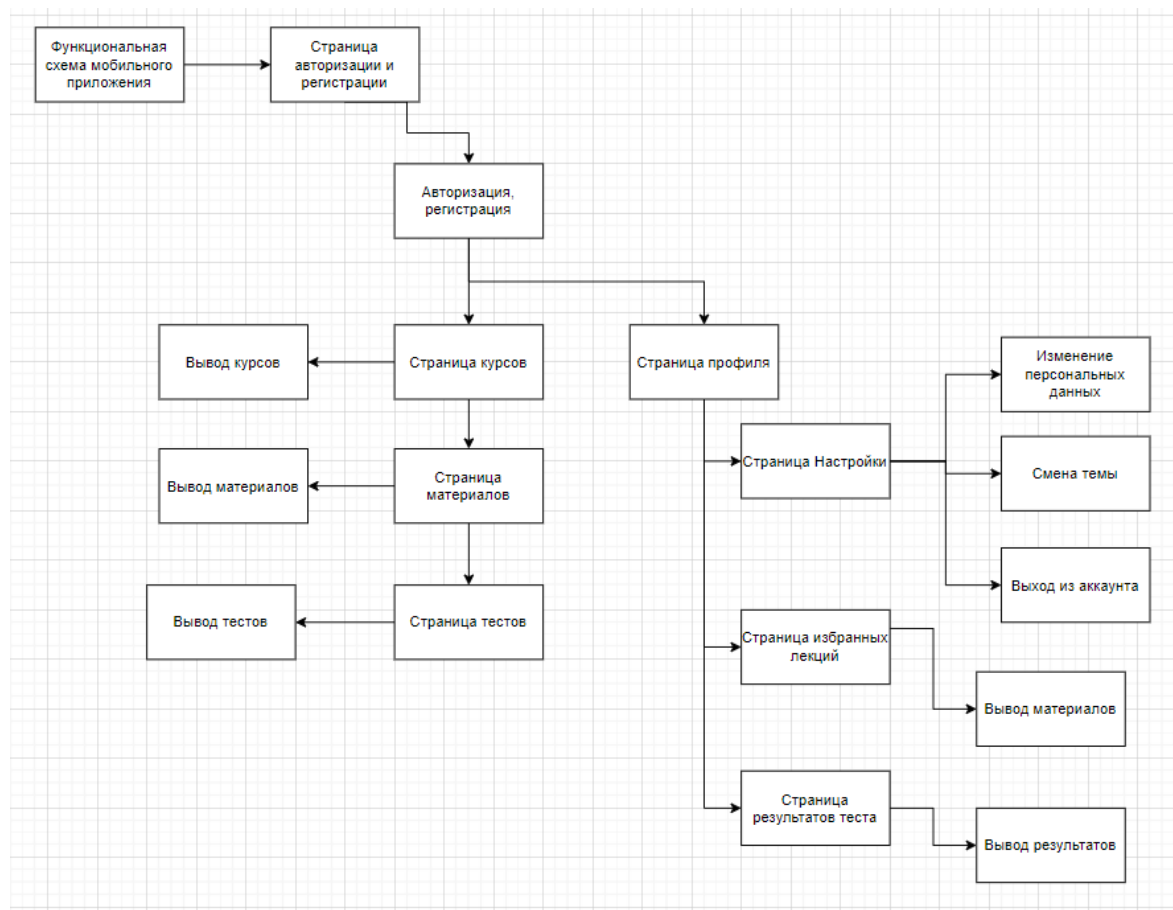 Функциональная
схема мобильного
приложения
Страница
авторизации и
регистрации
Авторизация,
регистрация
Вывод курсов
Страница курсов
Страница профиля
Изменение
персональных
данных
Страница Настройки
Смена темы
Вывод материалов
Страница
материалов
Выход из аккаунта
Вывод тестов
Страница тестов
Страница избранных
лекций
Вывод материалов
Страница
результатов теста
Вывод результатов